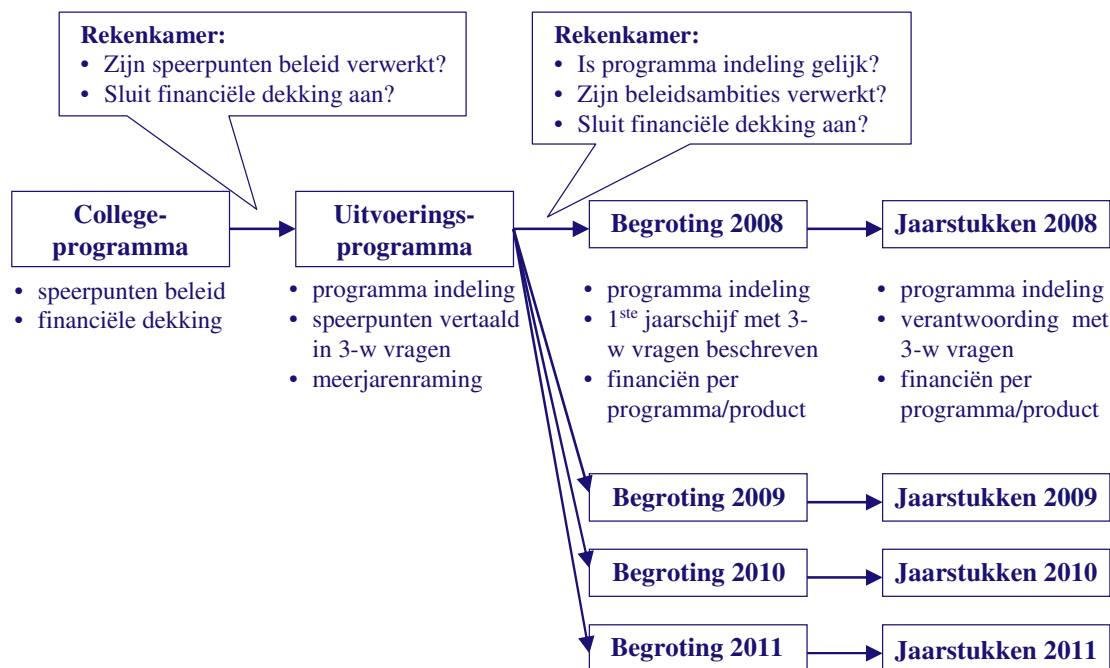 Rekenkamer:
• Zijn speerpunten beleid verwerkt?
• Sluit financiële dekking aan?
Rekenkamer:
• Is programma indeling gelijk?
• Zijn beleidsambities verwerkt?
• Sluit financiële dekking aan?
College-
programma
Uitvoerings-
programma
Begroting 2008
Jaarstukken 2008
• speerpunten beleid
• financiële dekking
• programma indeling
• speerpunten vertaald
in 3-w vragen
• meerjarenraming
• programma indeling
• 1ste jaarschijf met 3-
w vragen beschreven
• financiën per
programma/product
• programma indeling
• verantwoording met
3-w vragen
• financiën per
programma/product
Begroting 2009
Jaarstukken 2009
Begroting 2010
Jaarstukken 2010
Begroting 2011
Jaarstukken 2011